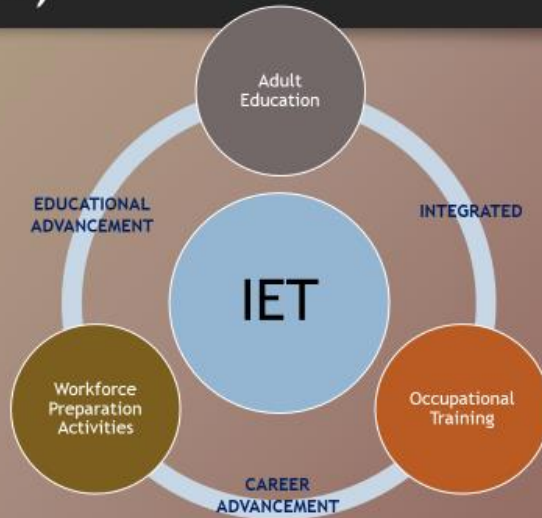 Adult
Education
EDUCATIONAL
ADVANCEMENT
INTEGRATED
IET
Workforce
Preparation
Activities
Occupational
Training
CAREER
ADVANCEMENT